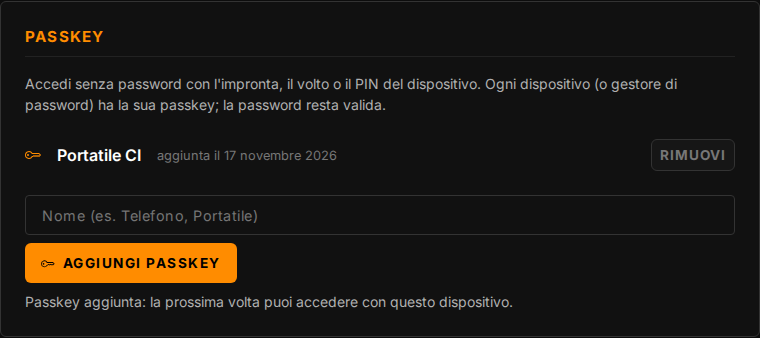 PASSKEY
Accedi senza password con l'impronta, il volto o il PIN del dispositivo. Ogni dispositivo (o gestore di
password) ha la sua passkey; la password resta valida.
Portatile CI aggiunta il 17 novembre 2026 RIMUOVI
Nome (es. Telefono, Portatile)
AGGIUNGI PASSKEY
Passkey aggiunta: la prossima volta puoi accedere con questo dispositivo.